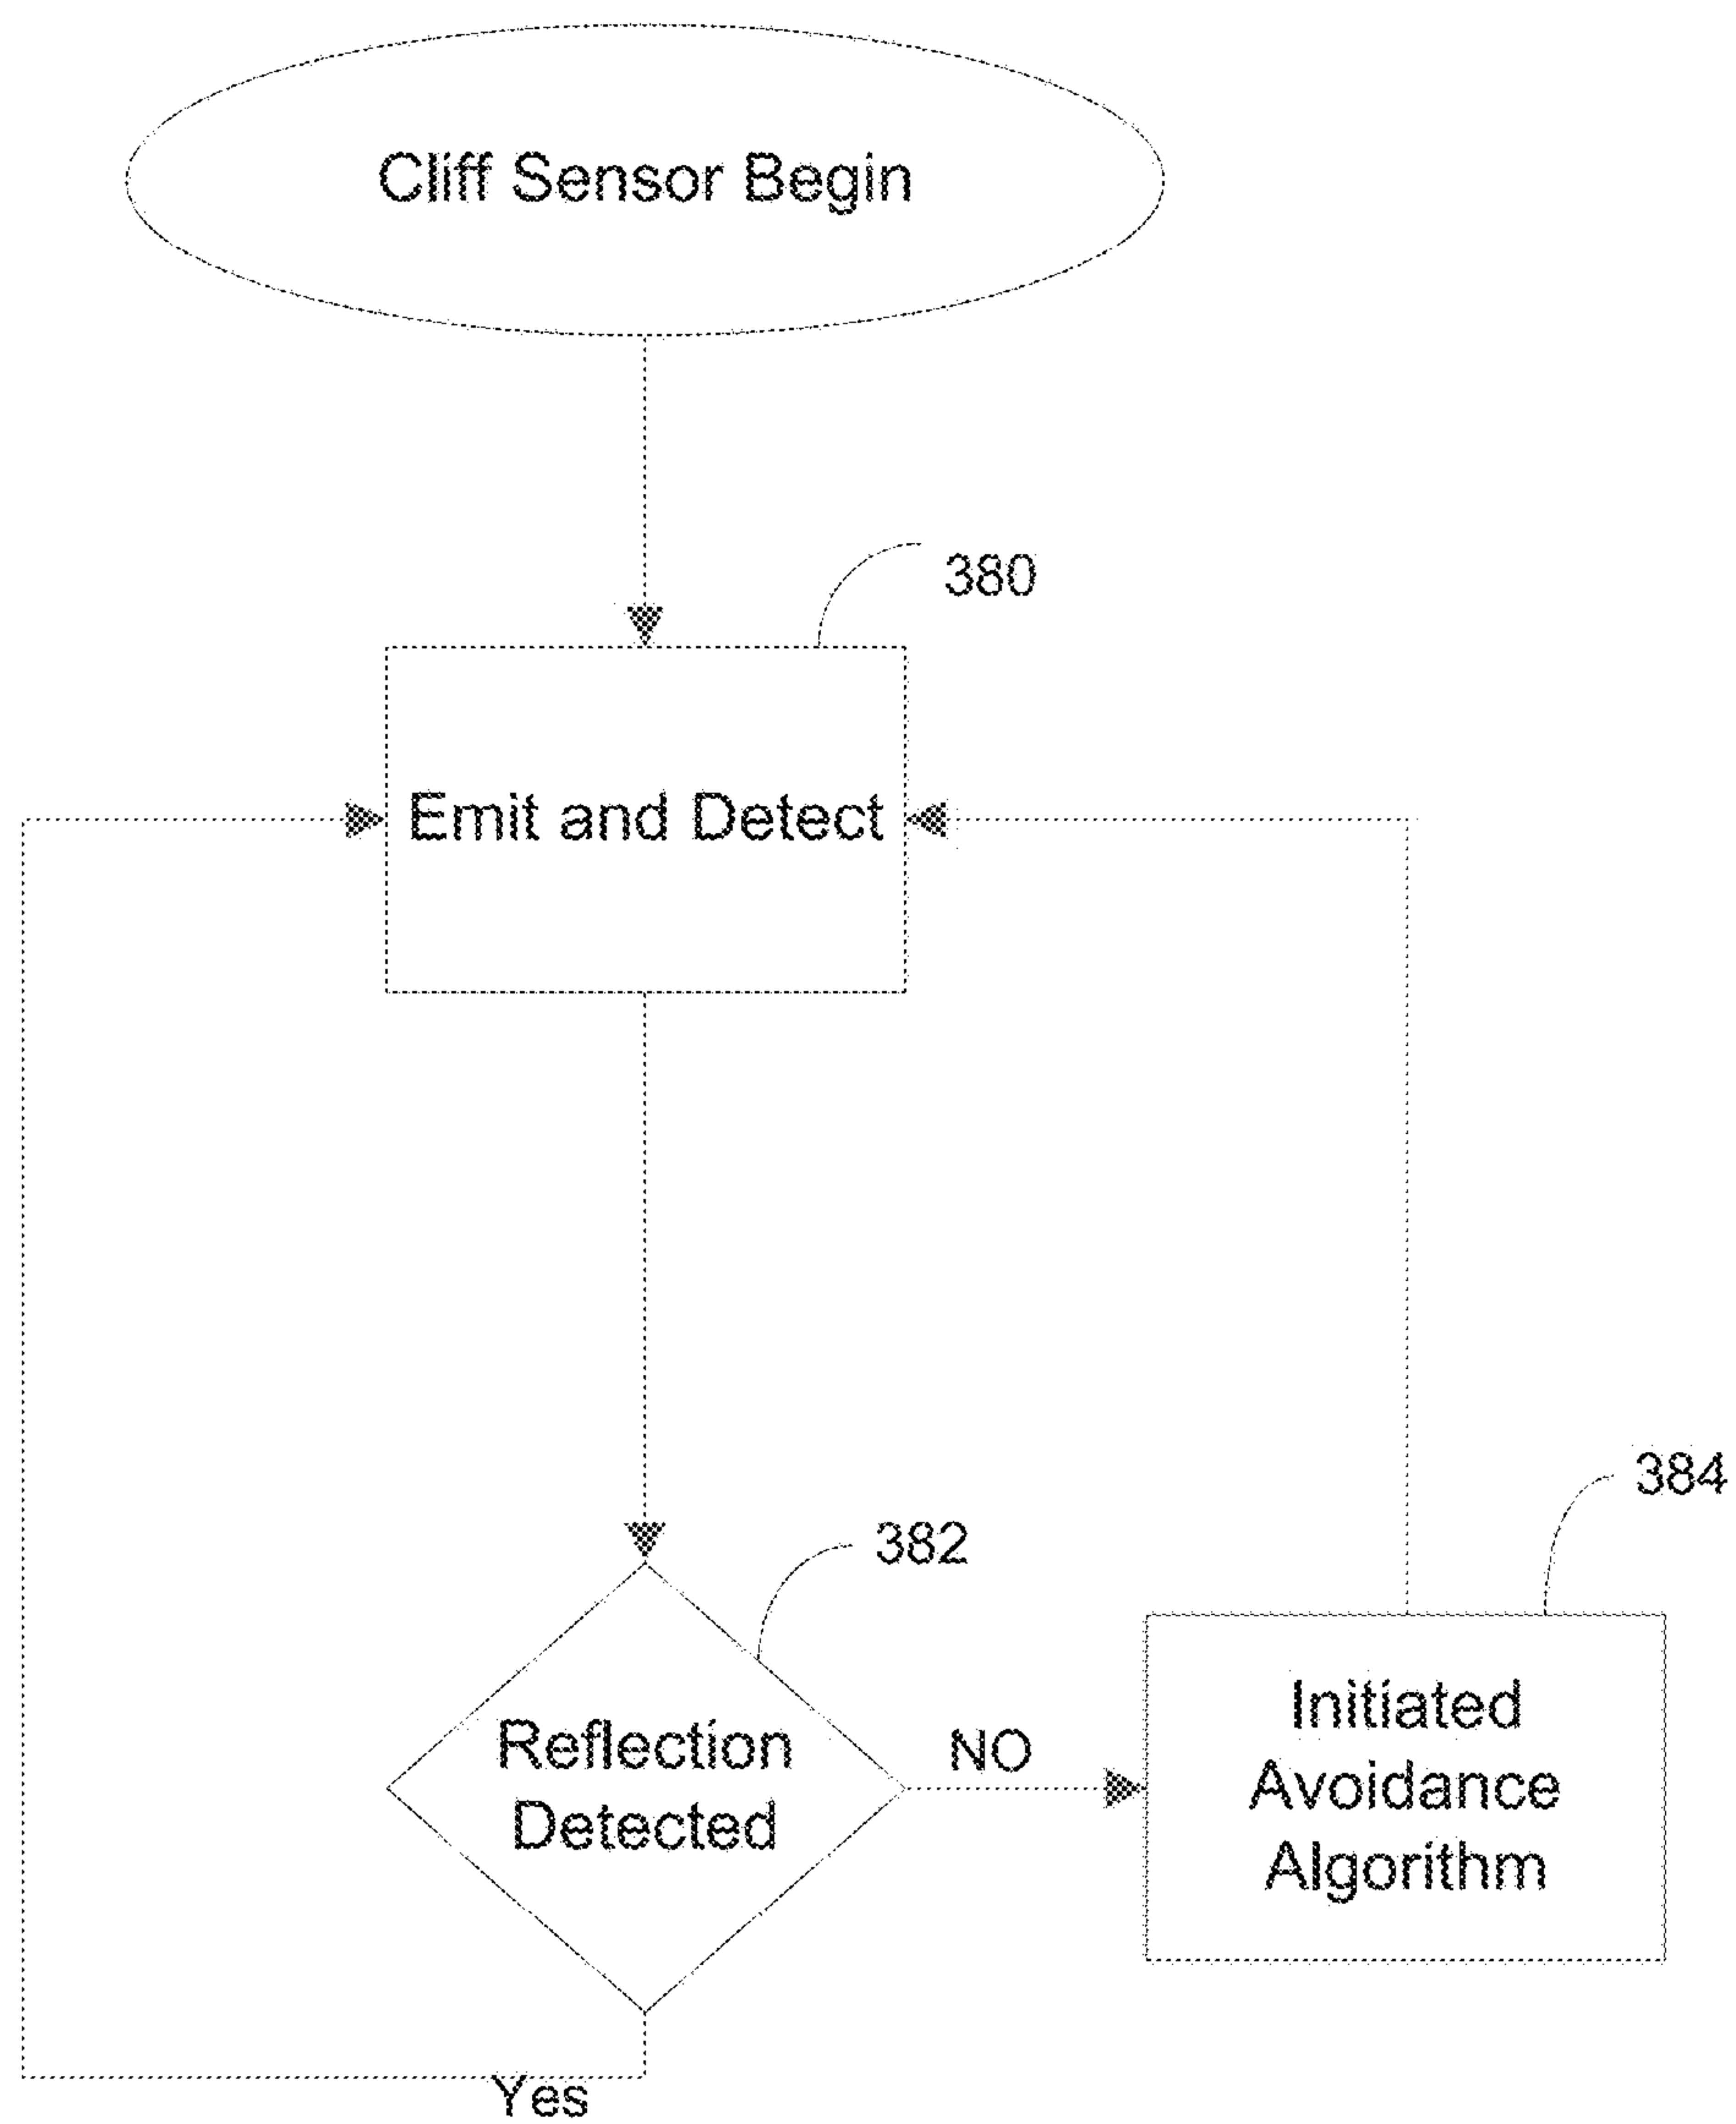 Cliff Sensor Begin
380
Emit and Detect
382
384
Reflection
Detected
NO
Initiated
Avoidance
Algorithm
Yes